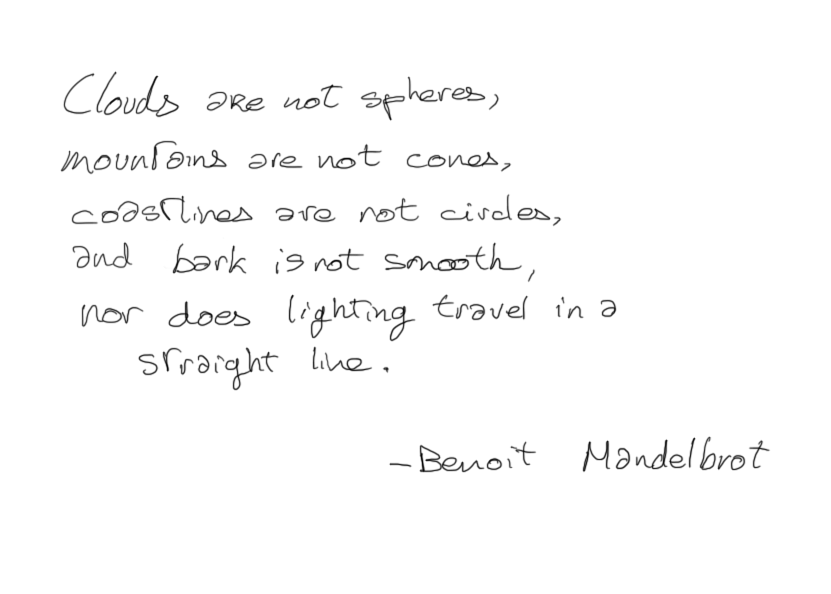 Clouds are not spheres,
mountains are not cones,
coastlines are not circles,
and bark is not smooth,
nor does lighting travel in a
straight line.
-Benoit Mandelbrot